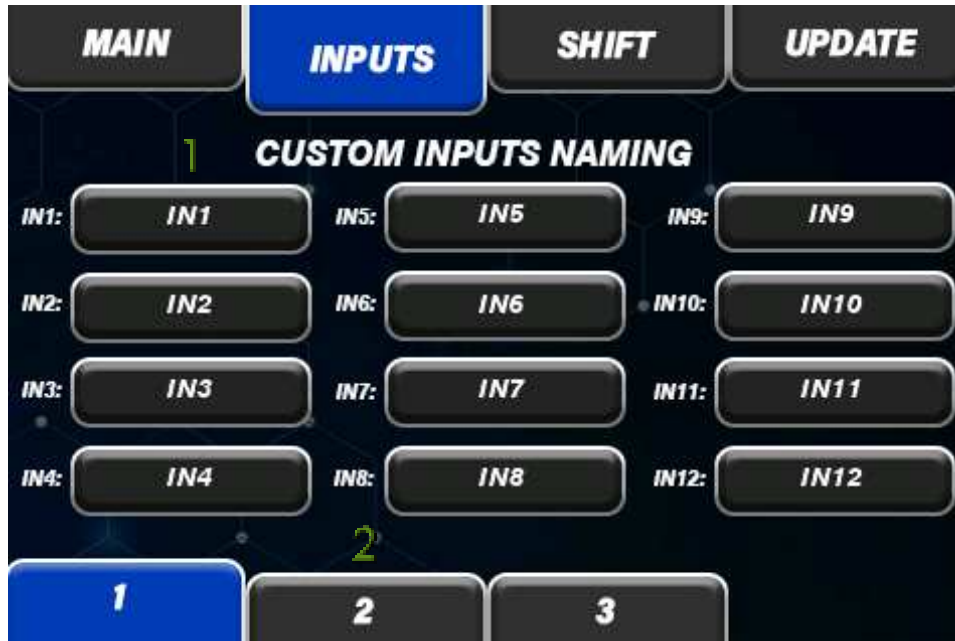 MAIN INPUTS SHIFT UPDATE
1
CUSTOM INPUTS NAMING
IN1: IN1 IN5: IN5 IN9: IN9
IN2: IN2 IN6: IN6 IN10: IN10
IN3: IN3 IN7: IN7 IN11: IN11
IN4: IN4 IN8: IN8 IN12: IN12
2
1 2 3